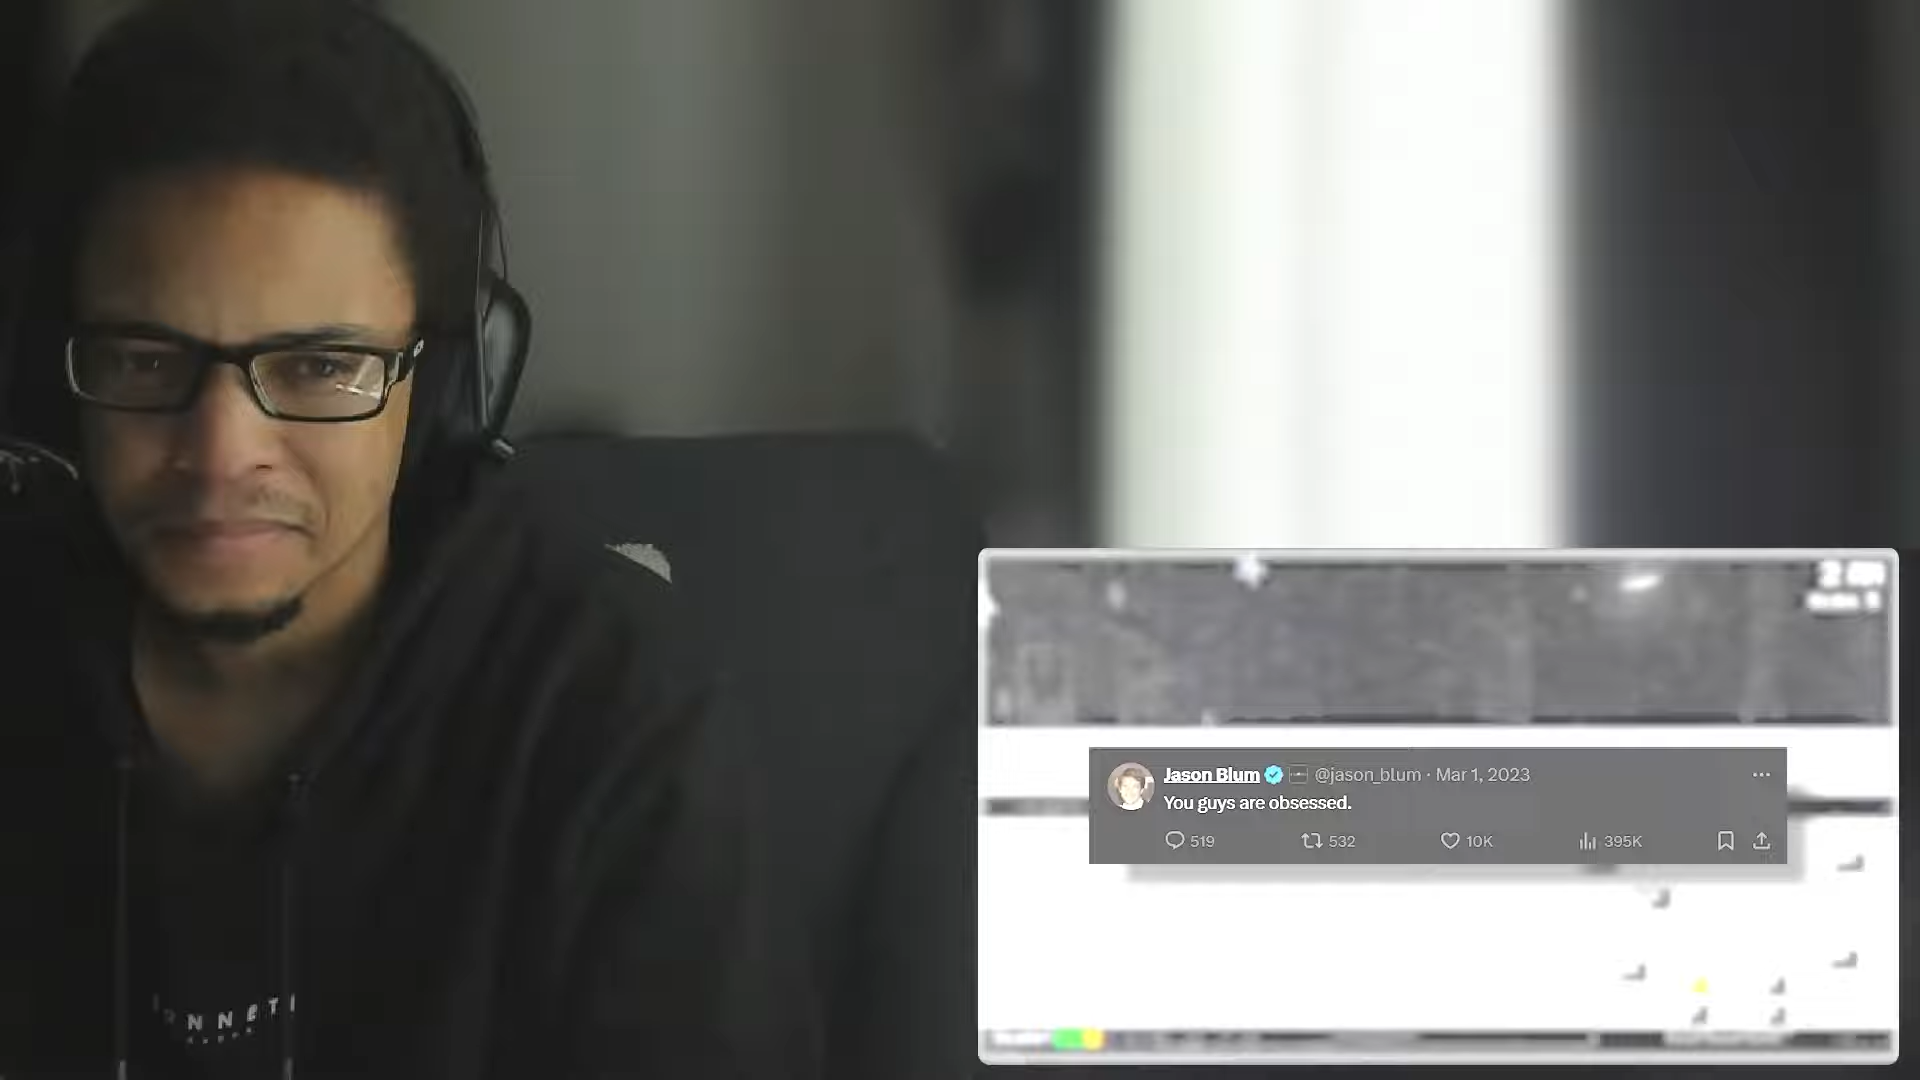 Jason Blum @jason_blum · Mar 1, 2023
You guys are obsessed.
519 532 10K 395K